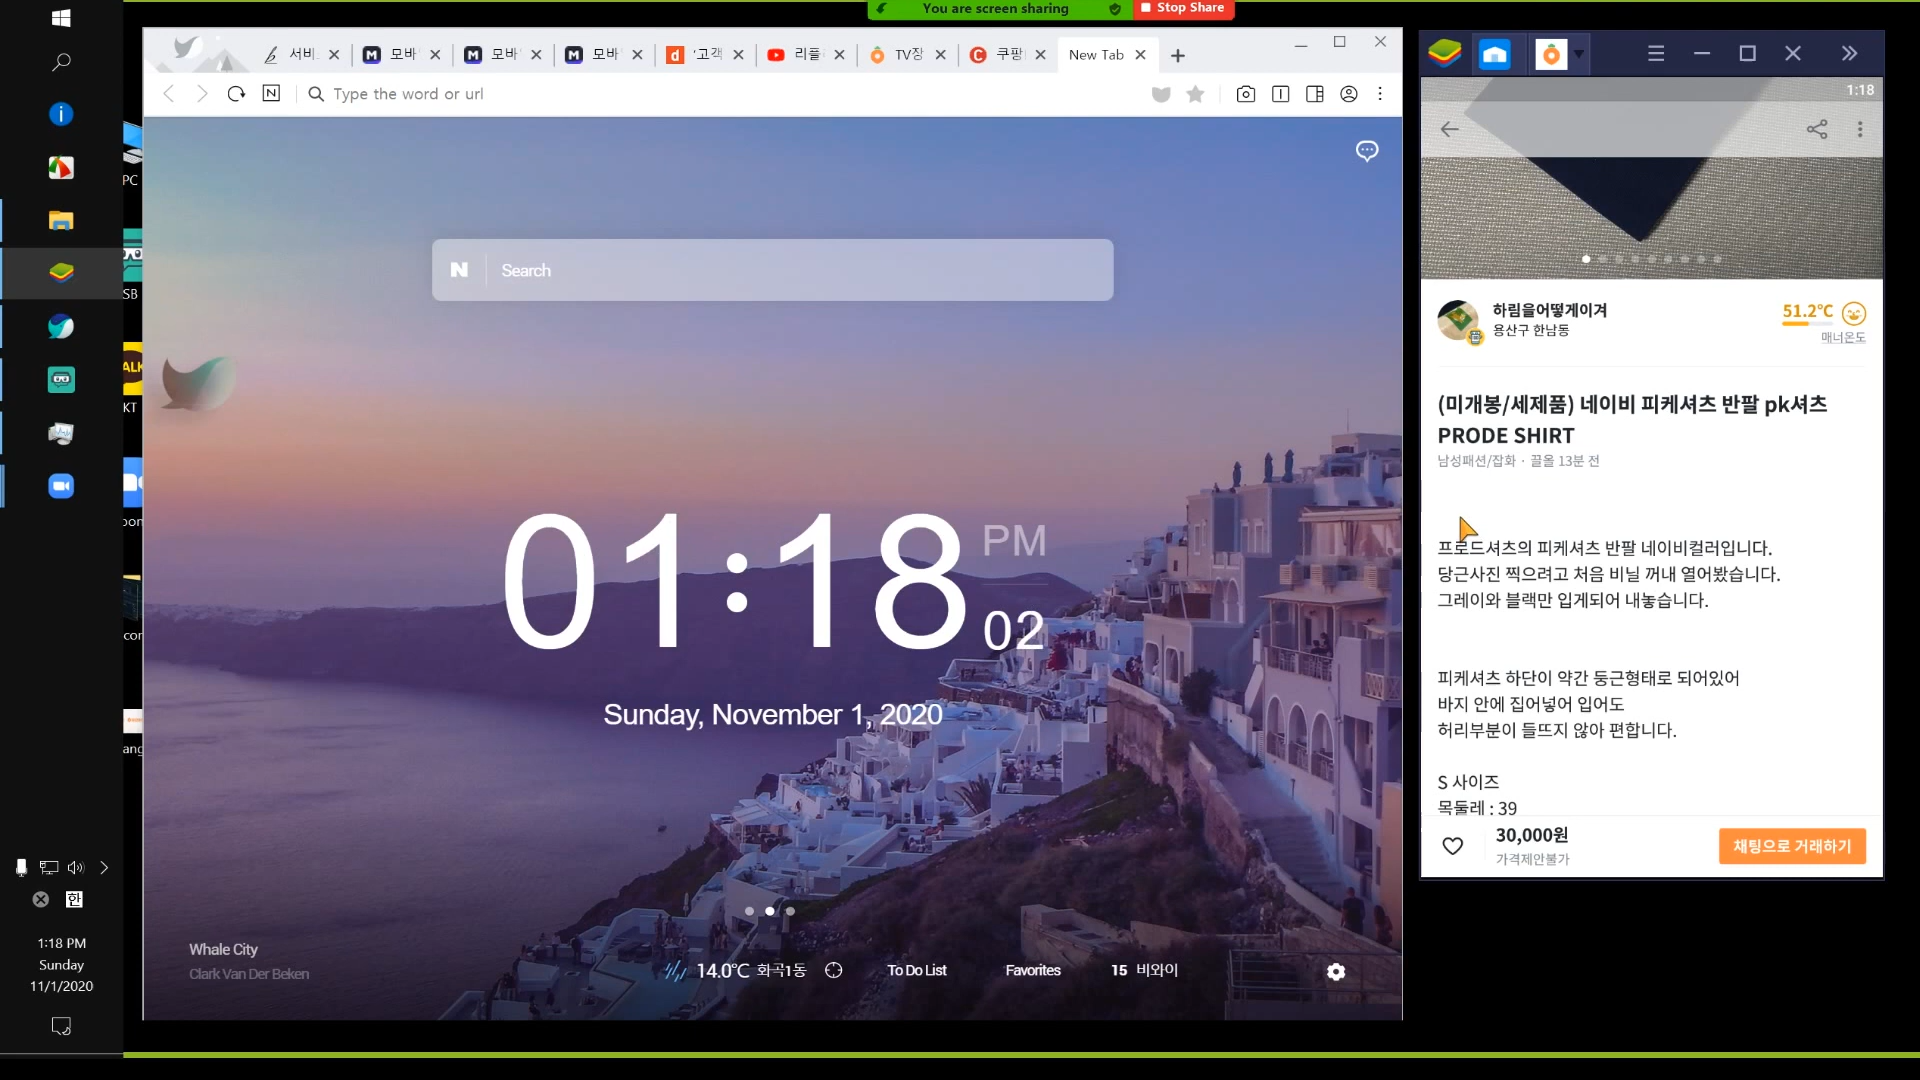 You are screen sharing
Stop Share
서비
모바
모바
모바
'고객
리플
TV장
쿠팡
New Tab
Type the word or url
N
Search
01:18 PM
02
Sunday, November 1, 2020
Whale City
Clark Van Der Beken
14.0℃ 화곡1동
To Do List
Favorites
15 비와이
PC
SB
KT
1:18 PM
Sunday
11/1/2020
한
1:18
하림을어떻게이겨
용산구 한남동
51.2℃
매너온도
(미개봉/세제품) 네이비 피케셔츠 반팔 pk셔츠
PRODE SHIRT
남성패션/잡화 · 끌올 13분 전
프로드셔츠의 피케셔츠 반팔 네이비컬러입니다.
당근사진 찍으려고 처음 비닐 꺼내 열어봤습니다.
그레이와 블랙만 입게되어 내놓습니다.
피케셔츠 하단이 약간 둥근형태로 되어있어
바지 안에 집어넣어 입어도
허리부분이 들뜨지 않아 편합니다.
S 사이즈
목둘레 : 39
30,000원
가격제안불가
채팅으로 거래하기